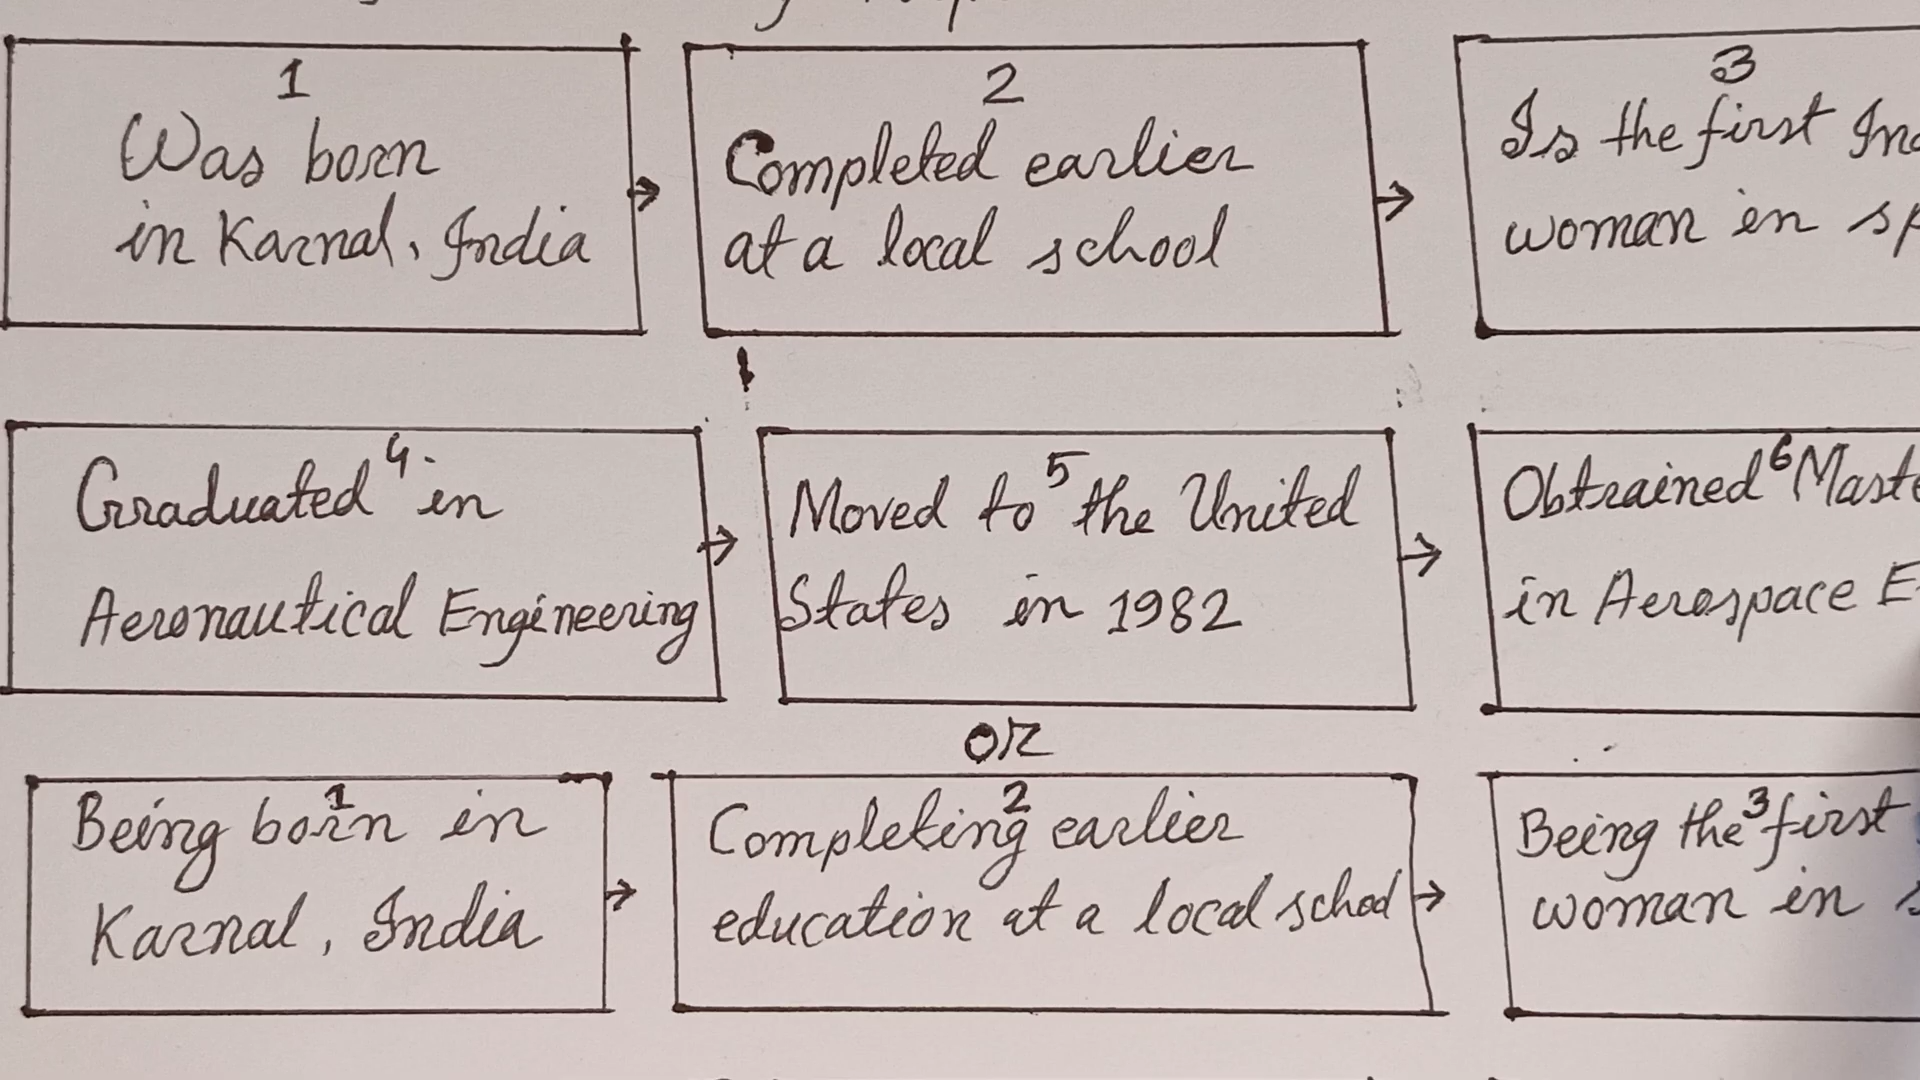 1
Was born
in Karnal, India
2
Completed earlier
at a local school
3
Is the first
woman in
4.
Graduated in
Aeronautical Engineering
5
Moved to the United
States in 1982
6
Obtrained
in Aerospace
OR
1
Being born in
Karnal, India
2
Completing earlier
education at a local school
3
Being the first
woman in